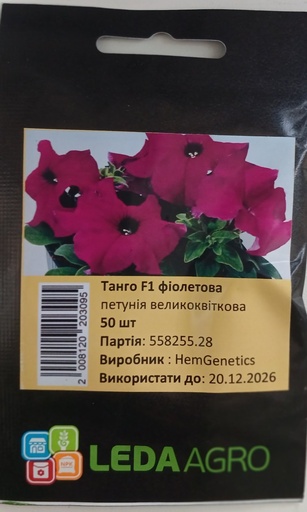 Танго F1 фіолетова
петунія великоквіткова
50 шт
Партія: 558255.28
Виробник : HemGenetics
Використати до: 20.12.2026
2 008120 203095
LEDA AGRO